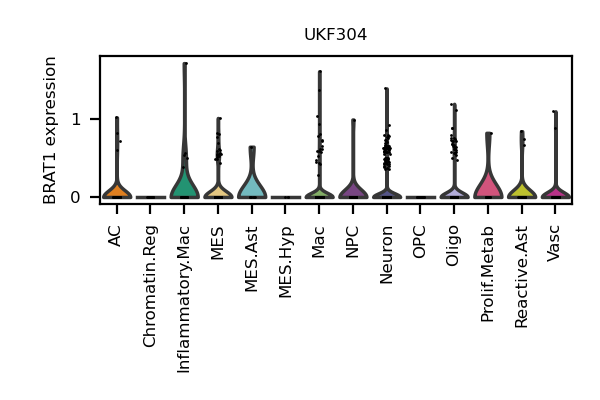 UKF304
BRAT1 expression
1
0
AC
Chromatin.Reg
Inflammatory.Mac
MES
MES.Ast
MES.Hyp
Mac
NPC
Neuron
OPC
Oligo
Prolif.Metab
Reactive.Ast
Vasc